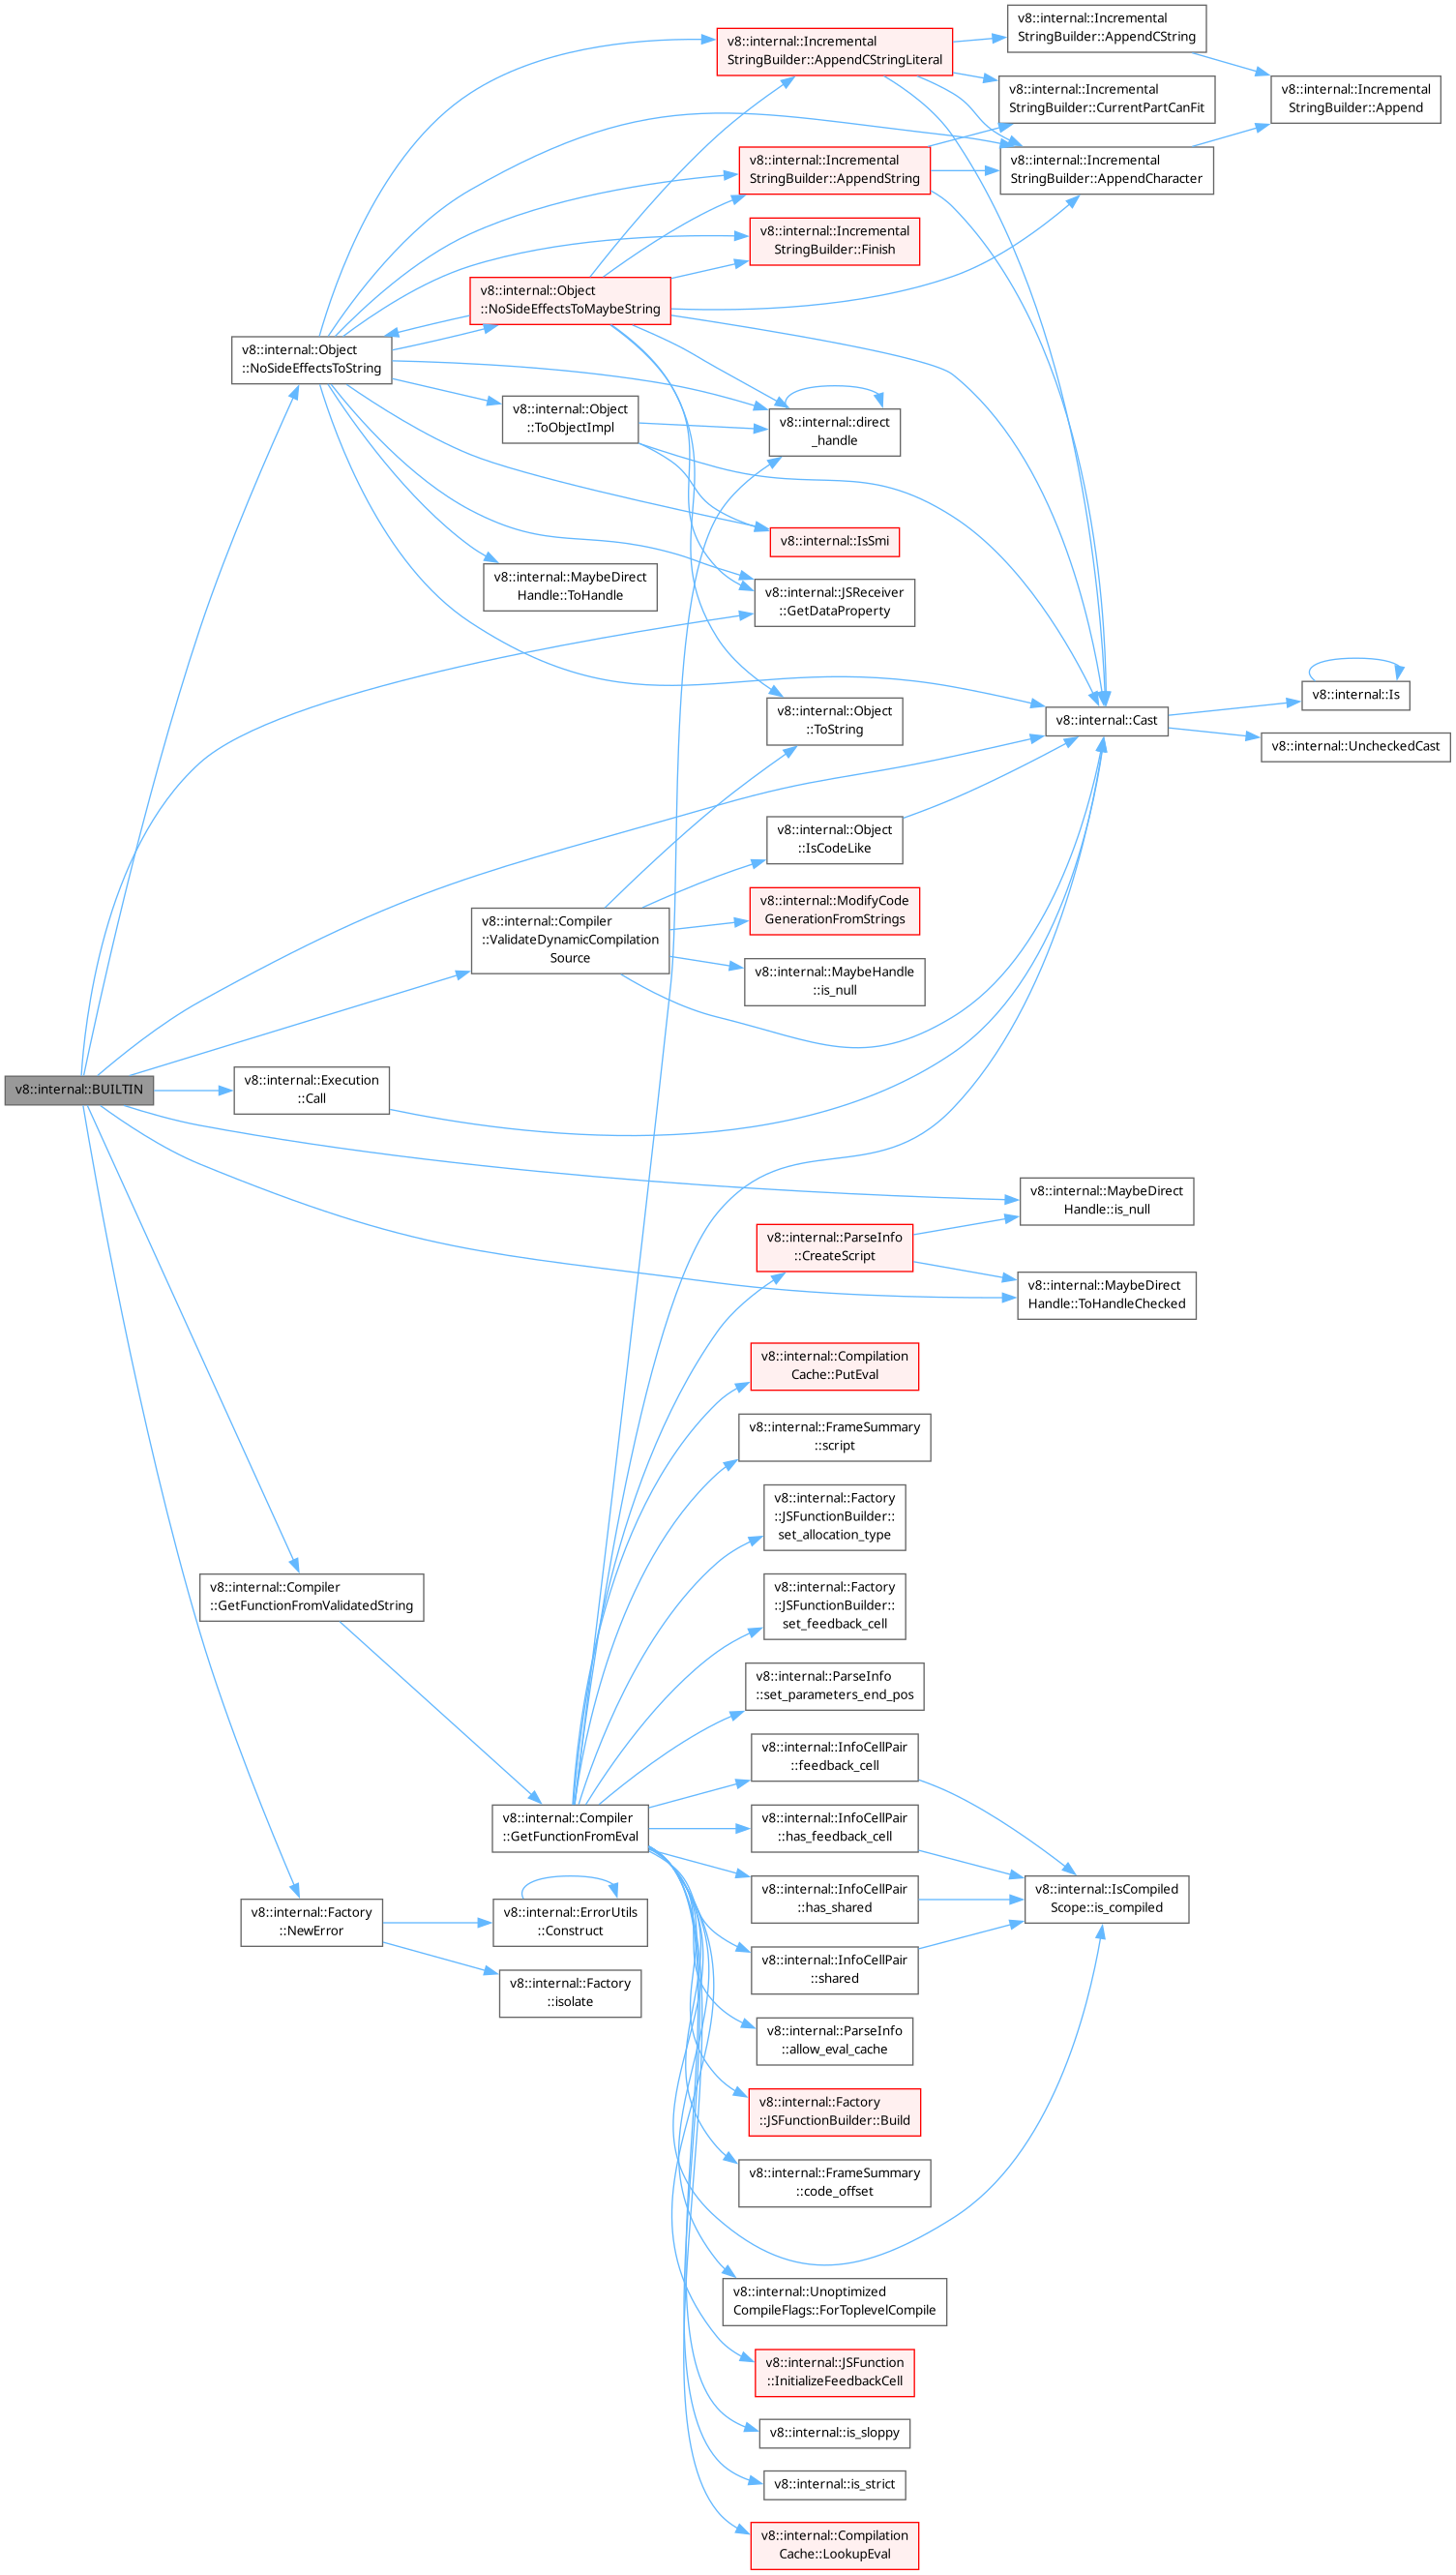 v8::internal::Incremental
StringBuilder::AppendCString
v8::internal::Incremental
StringBuilder::AppendCStringLiteral
v8::internal::Incremental
StringBuilder::CurrentPartCanFit
v8::internal::Incremental
StringBuilder::Append
v8::internal::Incremental
StringBuilder::AppendString
v8::internal::Incremental
StringBuilder::AppendCharacter
v8::internal::Incremental
StringBuilder::Finish
v8::internal::Object
::NoSideEffectsToMaybeString
v8::internal::Object
::NoSideEffectsToString
v8::internal::Object
::ToObjectImpl
v8::internal::direct
_handle
v8::internal::IsSmi
v8::internal::MaybeDirect
Handle::ToHandle
v8::internal::JSReceiver
::GetDataProperty
v8::internal::Is
v8::internal::Object
::ToString
v8::internal::Cast
v8::internal::UncheckedCast
v8::internal::Object
::IsCodeLike
v8::internal::ModifyCode
GenerationFromStrings
v8::internal::Compiler
::ValidateDynamicCompilation
Source
v8::internal::MaybeHandle
::is_null
v8::internal::BUILTIN
v8::internal::Execution
::Call
v8::internal::MaybeDirect
Handle::is_null
v8::internal::ParseInfo
::CreateScript
v8::internal::MaybeDirect
Handle::ToHandleChecked
v8::internal::Compilation
Cache::PutEval
v8::internal::FrameSummary
::script
v8::internal::Factory
::JSFunctionBuilder::
set_allocation_type
v8::internal::Compiler
::GetFunctionFromValidatedString
v8::internal::Factory
::JSFunctionBuilder::
set_feedback_cell
v8::internal::ParseInfo
::set_parameters_end_pos
v8::internal::InfoCellPair
::feedback_cell
v8::internal::Compiler
::GetFunctionFromEval
v8::internal::InfoCellPair
::has_feedback_cell
v8::internal::InfoCellPair
::has_shared
v8::internal::IsCompiled
Scope::is_compiled
v8::internal::Factory
::NewError
v8::internal::ErrorUtils
::Construct
v8::internal::InfoCellPair
::shared
v8::internal::Factory
::isolate
v8::internal::ParseInfo
::allow_eval_cache
v8::internal::Factory
::JSFunctionBuilder::Build
v8::internal::FrameSummary
::code_offset
v8::internal::Unoptimized
CompileFlags::ForToplevelCompile
v8::internal::JSFunction
::InitializeFeedbackCell
v8::internal::is_sloppy
v8::internal::is_strict
v8::internal::Compilation
Cache::LookupEval